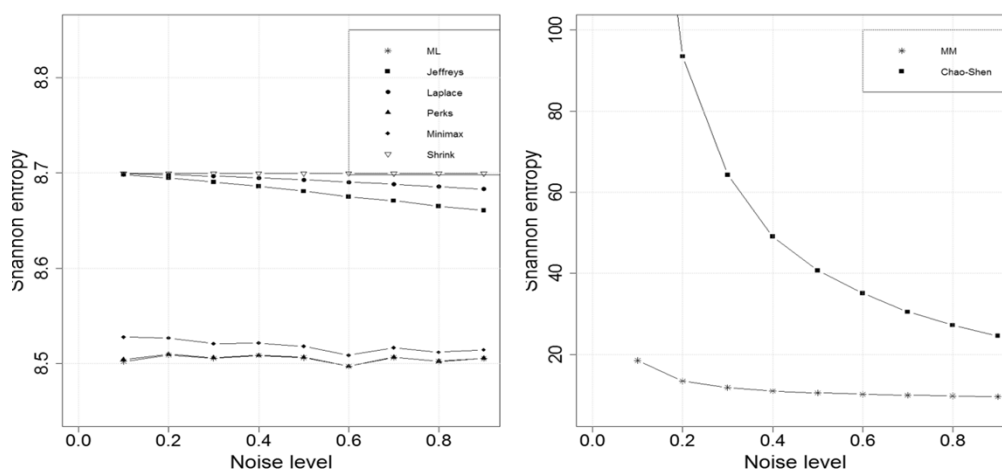 8.8
8.7
8.6
8.5
Shannon entropy
ML
Jeffreys
Laplace
Perks
Minimax
Shrink
0.0 0.2 0.4 0.6 0.8
Noise level
100
80
60
40
20
Shannon entropy
MM
Chao-Shen
0.0 0.2 0.4 0.6 0.8
Noise level